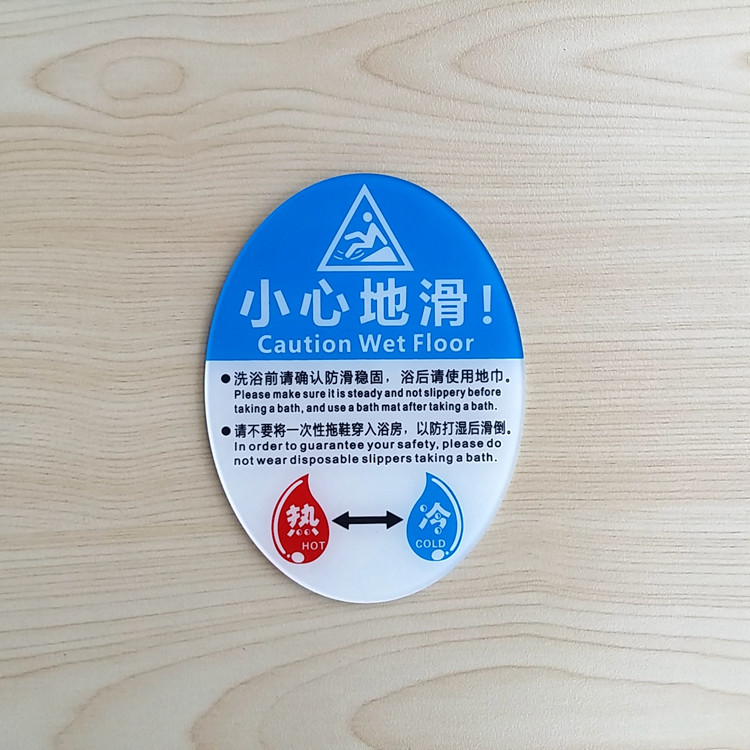 小心地滑！
Caution Wet Floor
●洗浴前请确认防滑稳固，浴后请使用地巾。
Please make sure it is steady and not slippery before
taking a bath, and use a bath mat after taking a bath.
●请不要将一次性拖鞋穿入浴房，以防打湿后滑倒。
In order to guarantee your safety, please do
not wear disposable slippers taking a bath.
热 冷
HOT COLD